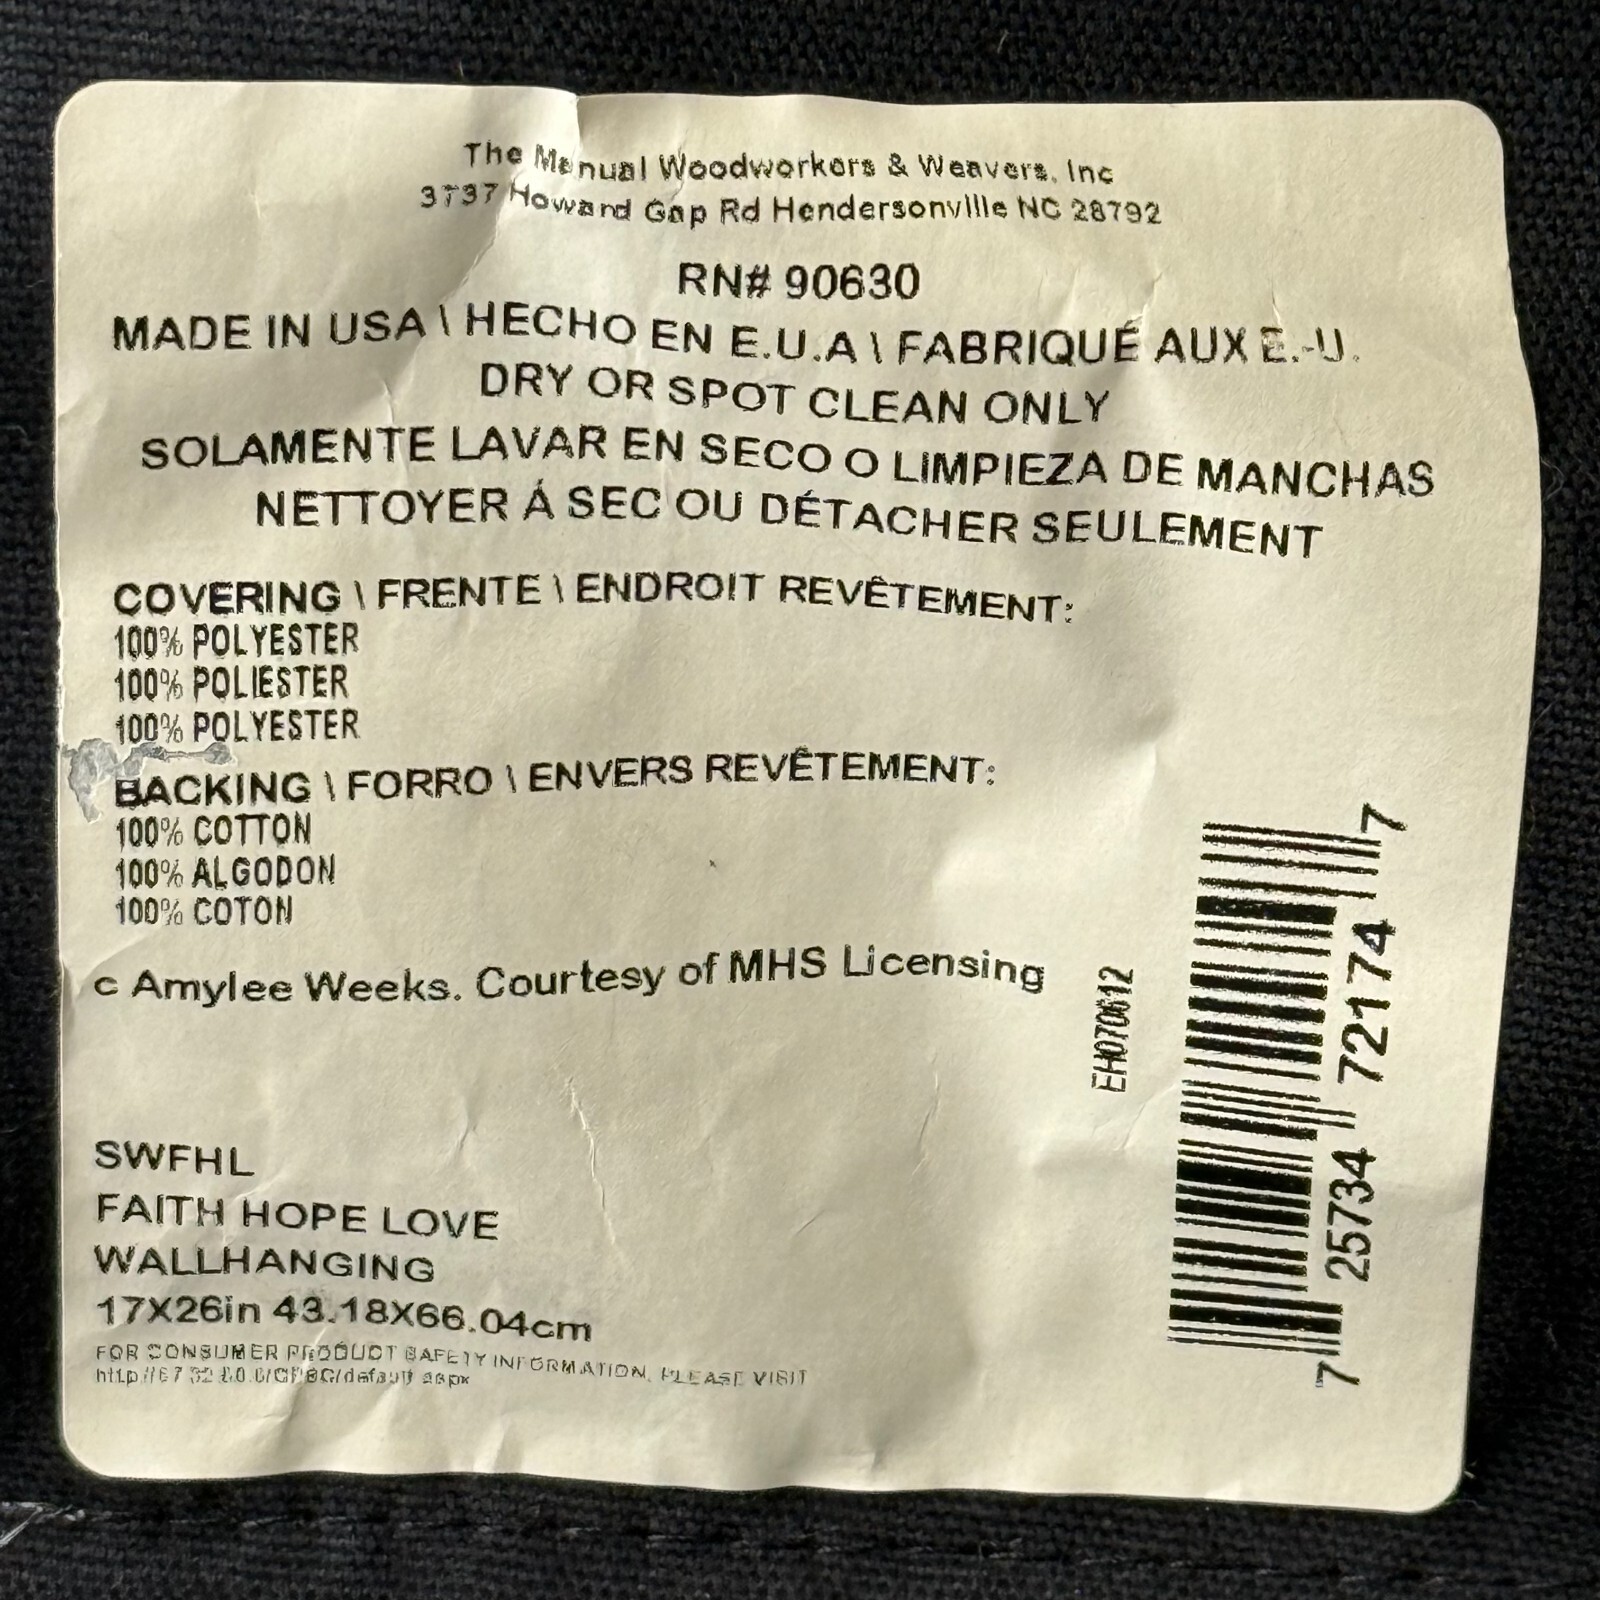 The Manual Woodworkers & Weavers, Inc
3737 Howard Gap Rd Hendersonville NC 28792
RN# 90630
MADE IN USA \ HECHO EN E.U.A \ FABRIQUÉ AUX E.-U.
DRY OR SPOT CLEAN ONLY
SOLAMENTE LAVAR EN SECO O LIMPIEZA DE MANCHAS
NETTOYER Á SEC OU DÉTACHER SEULEMENT
COVERING \ FRENTE \ ENDROIT REVÊTEMENT:
100% POLYESTER
100% POLIESTER
100% POLYESTER
BACKING \ FORRO \ ENVERS REVÊTEMENT:
100% COTTON
100% ALGODON
100% COTON
c Amylee Weeks. Courtesy of MHS Licensing
SWFHL
FAITH HOPE LOVE
WALLHANGING
17X26in 43.18X66.04cm
FOR CONSUMER PRODUCT SAFETY INFORMATION, PLEASE VISIT
EH070612
7 25734 72174 7